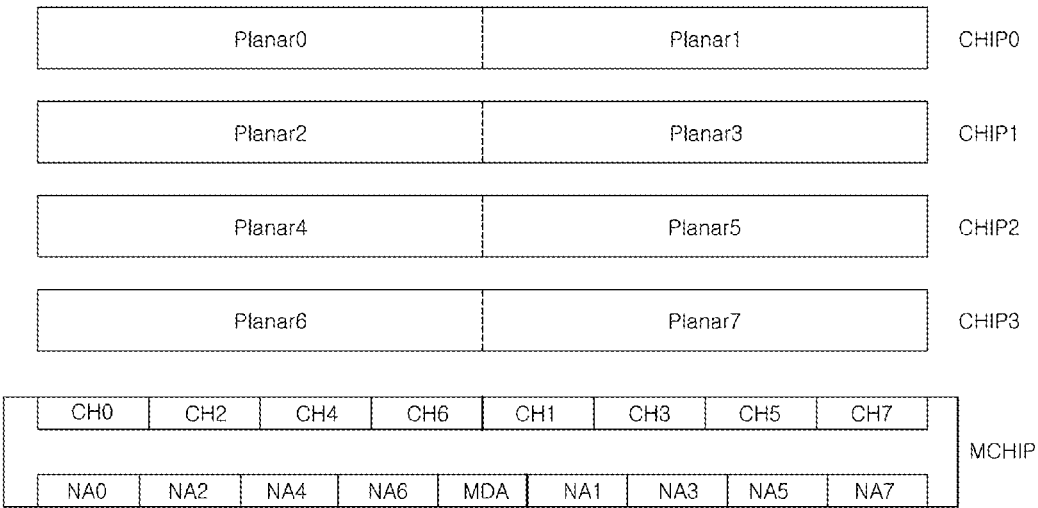 Planar0 Planar1 CHIP0
Planar2 Planar3 CHIP1
Planar4 Planar5 CHIP2
Planar6 Planar7 CHIP3
CH0 CH2 CH4 CH6 CH1 CH3 CH5 CH7
MCHIP
NA0 NA2 NA4 NA6 MDA NA1 NA3 NA5 NA7